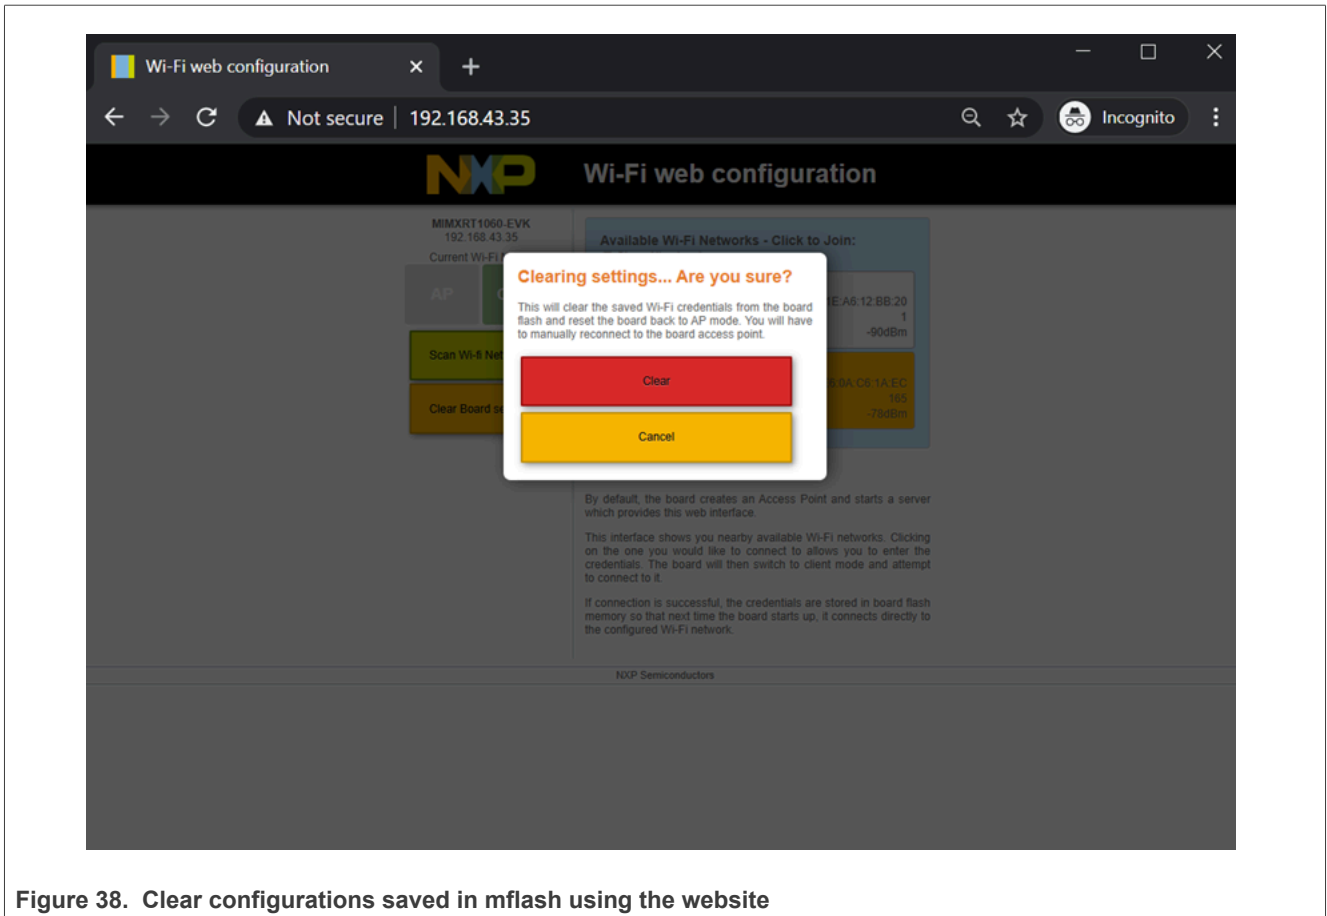 Wi-Fi web configuration
Not secure
192.168.43.35
Incognito
NXP
Wi-Fi web configuration
MIMXRT1060-EVK
192.168.43.35
Current Wi-Fi
AP
Scan Wi-fi Net
Clear Board se
Available Wi-Fi Networks - Click to Join:
1E:A6:12:BB:20
1
-90dBm
0A:C6:1A:EC
165
-78dBm
Clearing settings... Are you sure?
This will clear the saved Wi-Fi credentials from the board
flash and reset the board back to AP mode. You will have
to manually reconnect to the board access point.
Clear
Cancel
By default, the board creates an Access Point and starts a server
which provides this web interface.
This interface shows you nearby available Wi-Fi networks. Clicking
on the one you would like to connect to allows you to enter the
credentials. The board will then switch to client mode and attempt
to connect to it.
If connection is successful, the credentials are stored in board flash
memory so that next time the board starts up, it connects directly to
the configured Wi-Fi network.
NXP Semiconductors
Figure 38. Clear configurations saved in mflash using the website